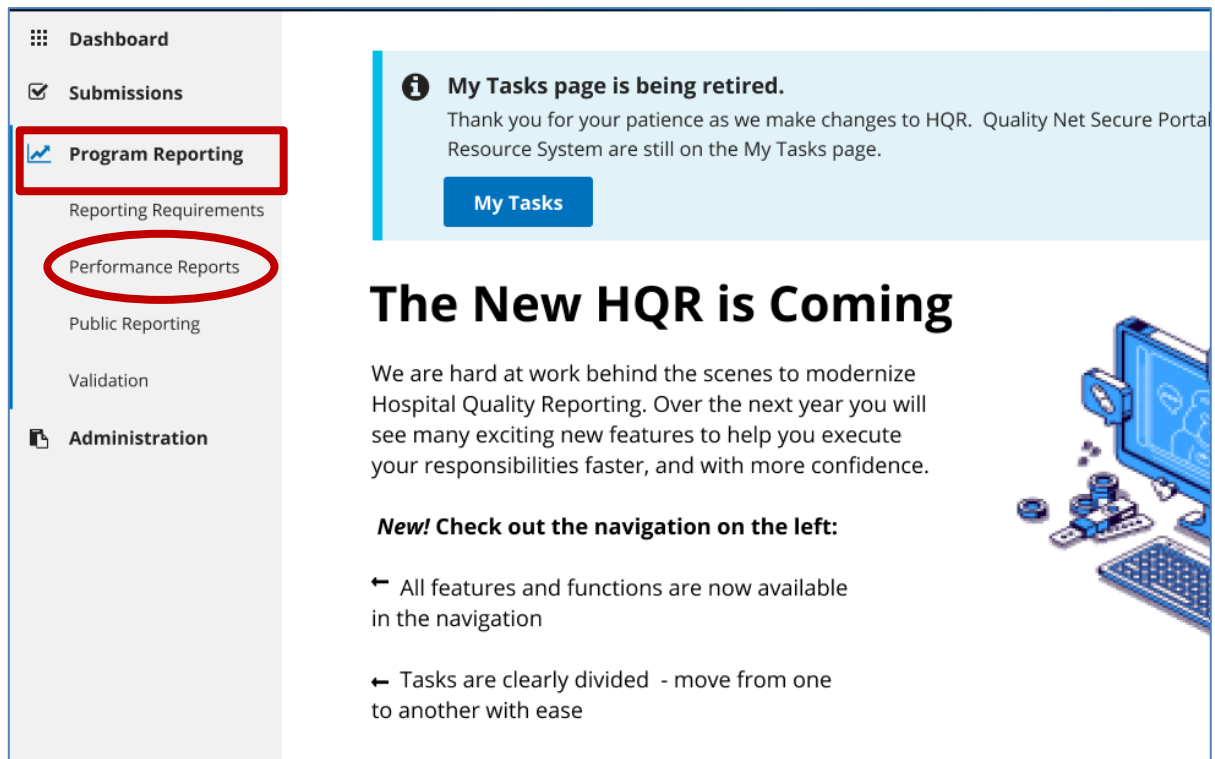 Dashboard
Submissions
Program Reporting
Reporting Requirements
Performance Reports
Public Reporting
Validation
Administration
My Tasks page is being retired.
Thank you for your patience as we make changes to HQR.  Quality Net Secure Portal
Resource System are still on the My Tasks page.
My Tasks
The New HQR is Coming
We are hard at work behind the scenes to modernize
Hospital Quality Reporting. Over the next year you will
see many exciting new features to help you execute
your responsibilities faster, and with more confidence.
New! Check out the navigation on the left:
← All features and functions are now available
in the navigation
← Tasks are clearly divided  - move from one
to another with ease